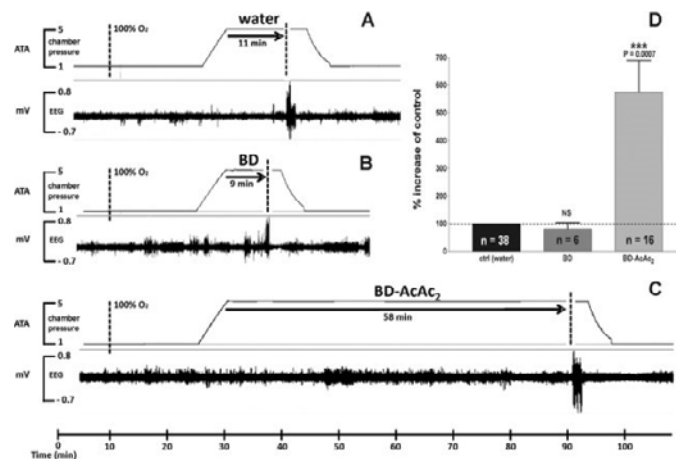 water
A
ATA
chamber pressure
5
1
100% O₂
11 min
mV
EEG
0.8
- 0.7
BD
B
ATA
chamber pressure
5
1
100% O₂
9 min
mV
EEG
0.8
- 0.7
BD-AcAc₂
C
ATA
chamber pressure
5
1
100% O₂
58 min
mV
EEG
0.8
- 0.7
0 10 20 30 40 50 60 70 80 90 100
Time (min)
D
% increase of control
700
600
500
400
300
200
100
0
***
P = 0.0007
NS
n = 38 n = 6 n = 16
ctrl (water) BD BD-AcAc₂